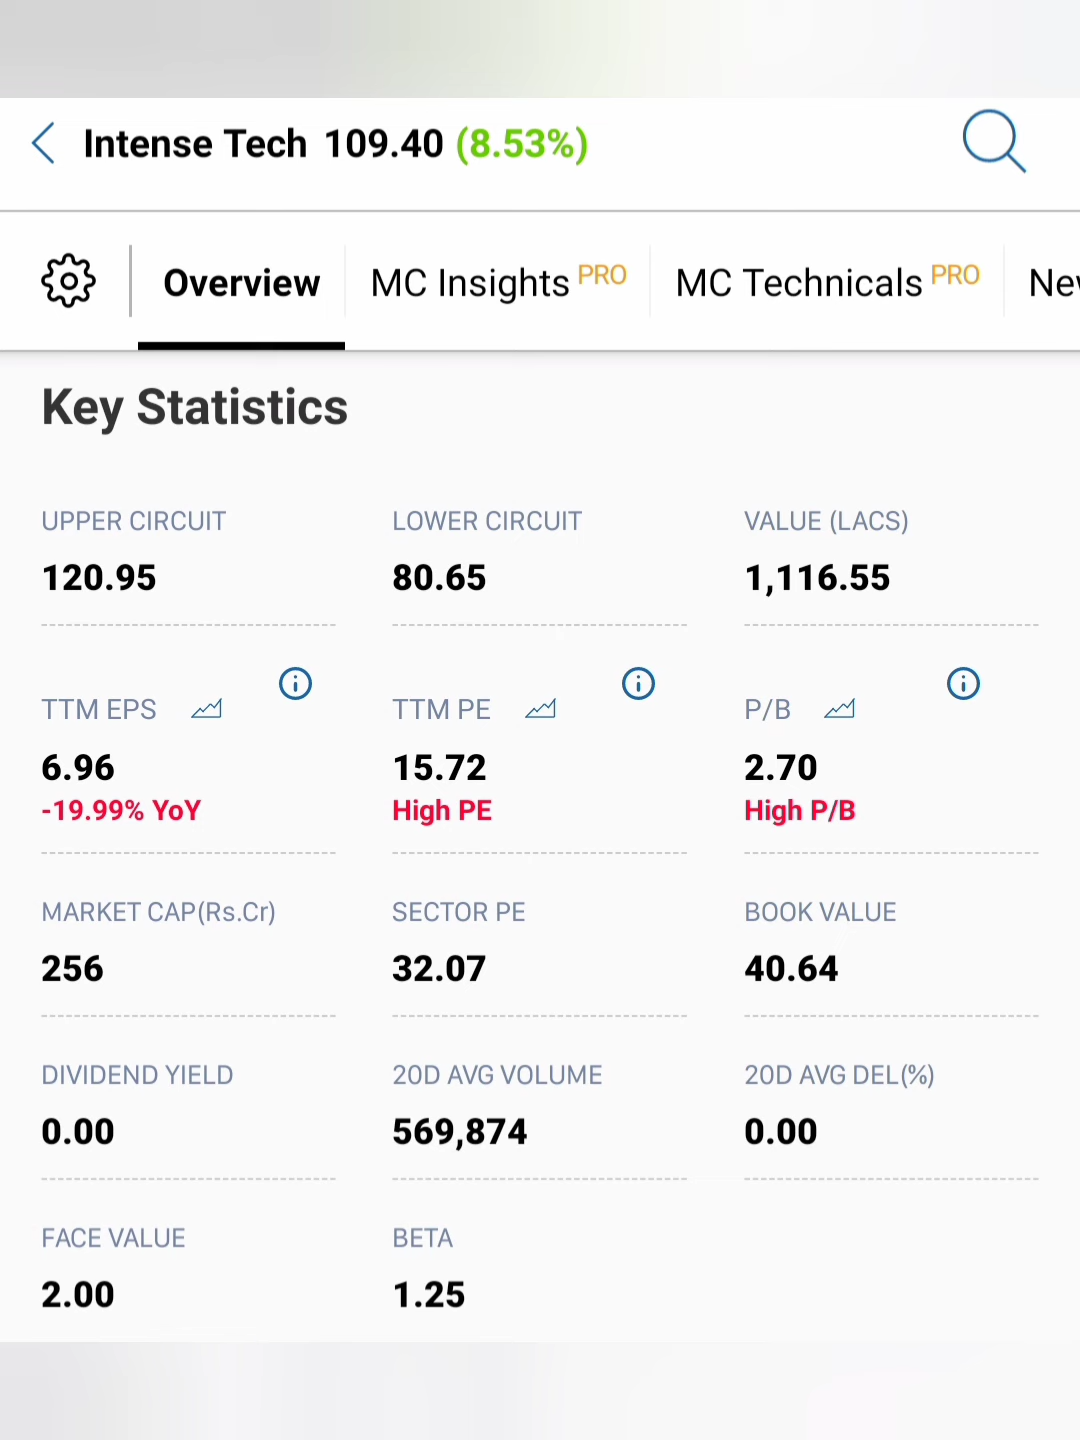 Intense Tech 109.40 (8.53%)
Overview MC Insights PRO MC Technicals PRO
Key Statistics
UPPER CIRCUIT LOWER CIRCUIT VALUE (LACS)
120.95 80.65 1,116.55
TTM EPS TTM PE P/B
6.96 15.72 2.70
-19.99% YoY High PE High P/B
MARKET CAP(Rs.Cr) SECTOR PE BOOK VALUE
256 32.07 40.64
DIVIDEND YIELD 20D AVG VOLUME 20D AVG DEL(%)
0.00 569,874 0.00
FACE VALUE BETA
2.00 1.25